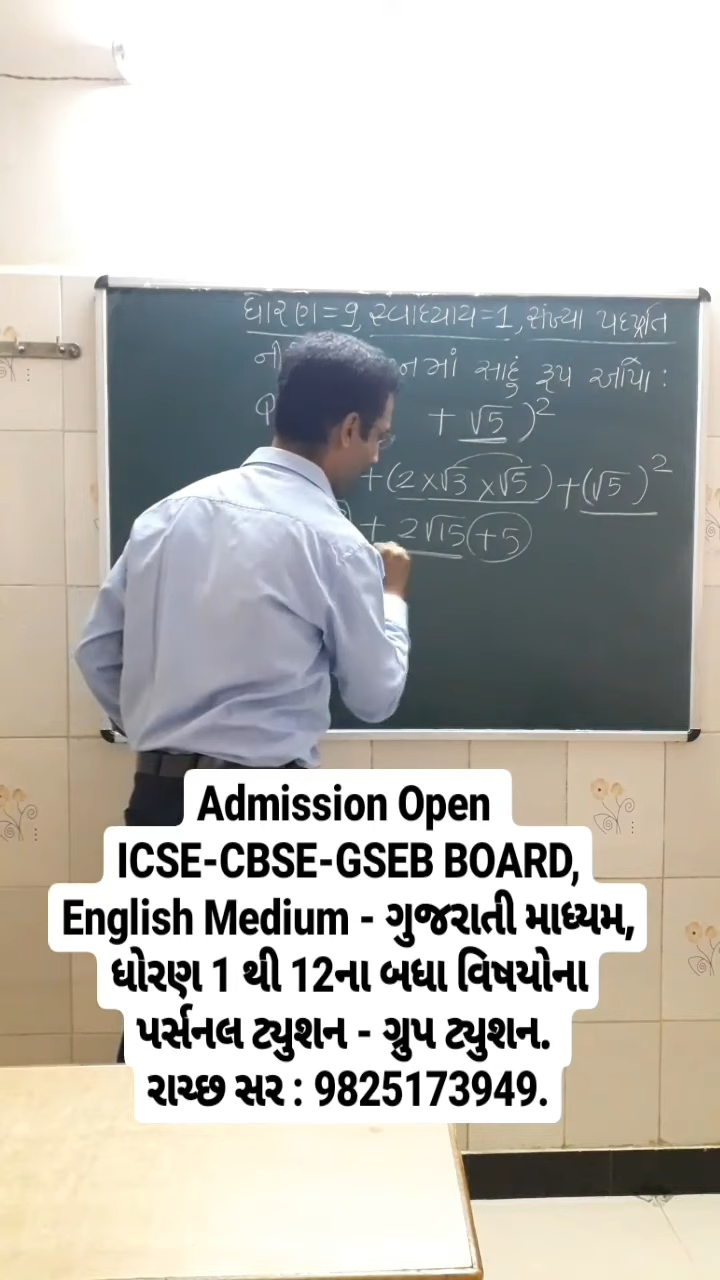 ધોરણ=9, સ્વાધ્યાય=1, સંખ્યા પદ્ધતિ
સાદું રૂપ આપો :
+ √5 )²
+(2×√3 ×√5) +(√5 )²
+ 2√15 +5
Admission Open
ICSE-CBSE-GSEB BOARD,
English Medium - ગુજરાતી માધ્યમ,
ધોરણ 1 થી 12ના બધા વિષયોના
પર્સનલ ટ્યુશન - ગ્રુપ ટ્યુશન.
રાચ્છ સર : 9825173949.